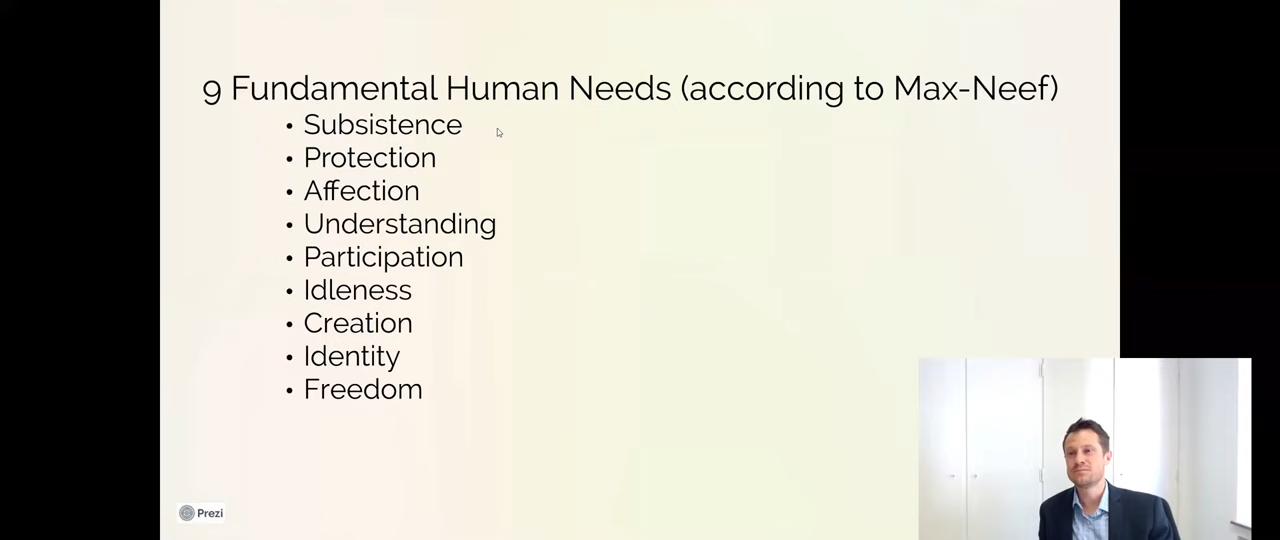 9 Fundamental Human Needs (according to Max-Neef)
• Subsistence
• Protection
• Affection
• Understanding
• Participation
• Idleness
• Creation
• Identity
• Freedom
Prezi